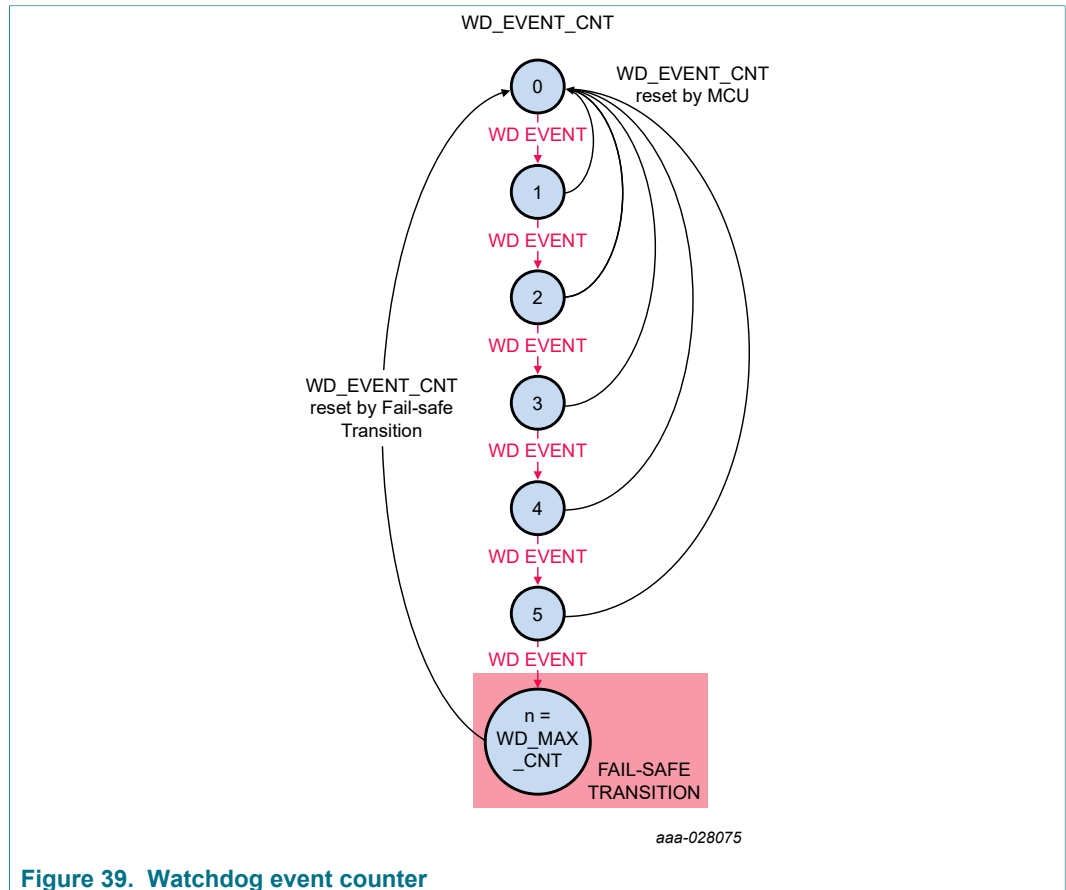 WD_EVENT_CNT
0
WD_EVENT_CNT
reset by MCU
WD EVENT
1
WD EVENT
2
WD EVENT
3
WD_EVENT_CNT
reset by Fail-safe
Transition
WD EVENT
4
WD EVENT
5
WD EVENT
n =
WD_MAX
_CNT
FAIL-SAFE
TRANSITION
aaa-028075
Figure 39. Watchdog event counter